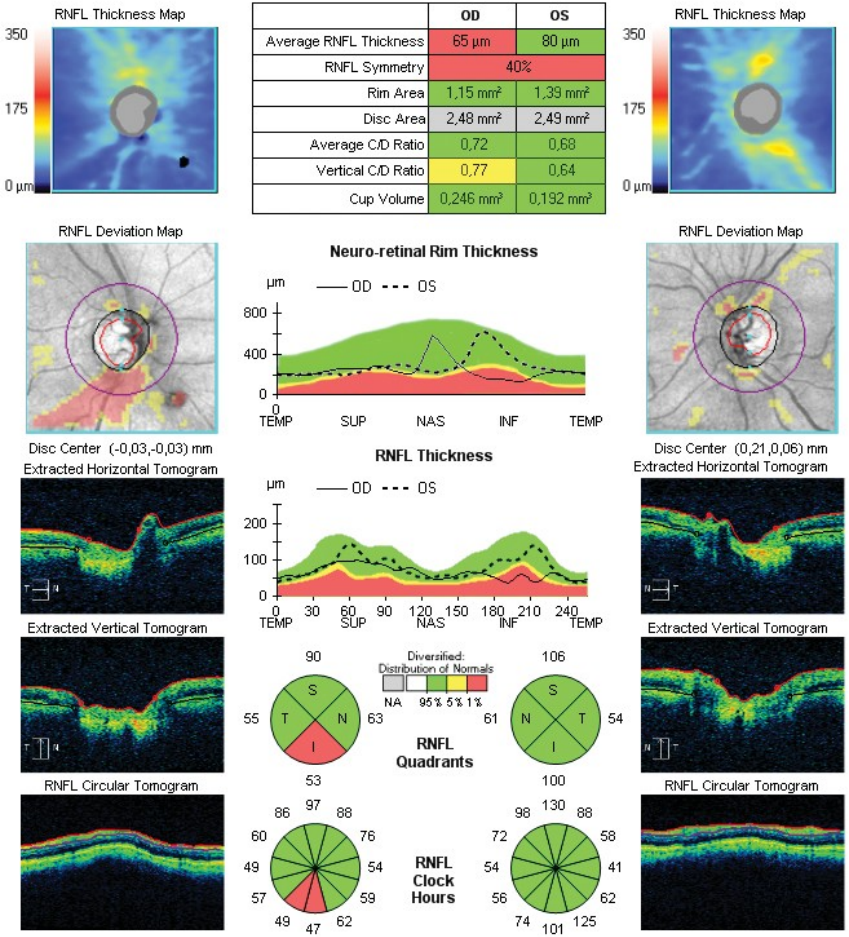 RNFL Thickness Map
350
175
0 µm
OD OS
Average RNFL Thickness 65 µm 80 µm
RNFL Symmetry 40%
Rim Area 1,15 mm² 1,39 mm²
Disc Area 2,48 mm² 2,49 mm²
Average C/D Ratio 0,72 0,68
Vertical C/D Ratio 0,77 0,64
Cup Volume 0,246 mm³ 0,192 mm³
RNFL Thickness Map
350
175
0 µm
RNFL Deviation Map
Disc Center (-0,03,-0,03) mm
Neuro-retinal Rim Thickness
µm OD OS
800
400
0
0
TEMP SUP NAS INF TEMP
RNFL Deviation Map
Disc Center (0,21,0,06) mm
Extracted Horizontal Tomogram
T N
RNFL Thickness
µm OD OS
200
100
0
0 30 60 90 120 150 180 210 240
TEMP SUP NAS INF TEMP
Extracted Horizontal Tomogram
T N
Extracted Vertical Tomogram
T N
90
S
55 T N 63
I
53
Diversified:
Distribution of Normals
NA 95% 5% 1%
RNFL
Quadrants
106
S
61 N T 54
I
100
Extracted Vertical Tomogram
T N
RNFL Circular Tomogram
97
86 88
60 76
49 54
57 59
49 62
47
RNFL
Clock
Hours
130
98 88
72 58
54 41
56 62
74 125
101
RNFL Circular Tomogram